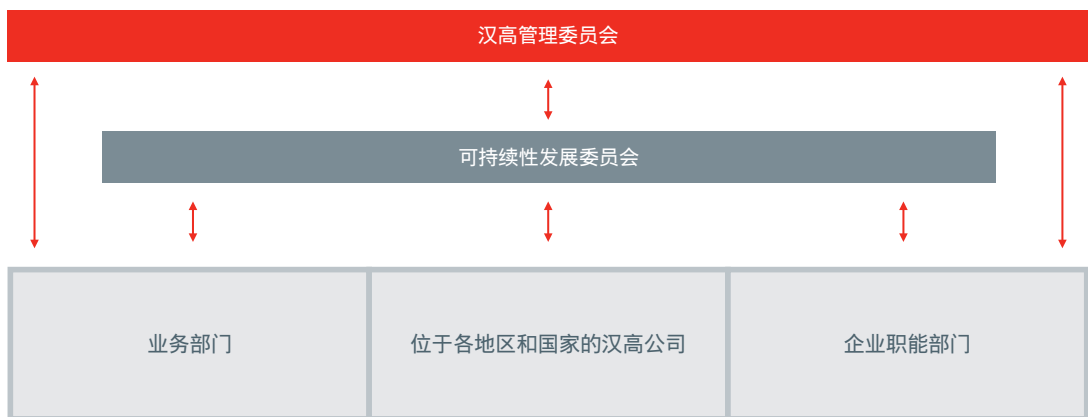 汉高管理委员会
可持续性发展委员会
业务部门
位于各地区和国家的汉高公司
企业职能部门